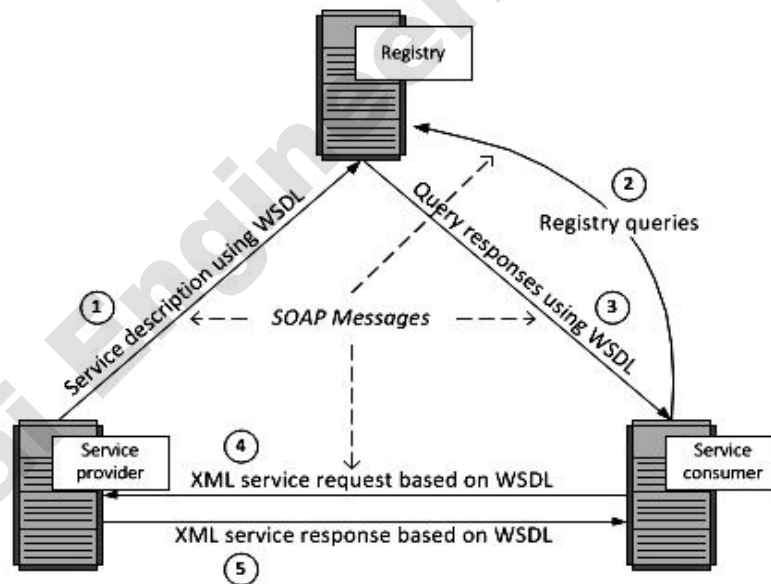 Registry
2
Registry queries
Service description using WSDL
1
Query responses using WSDL
3
SOAP Messages
Service
provider
4
XML service request based on WSDL
Service
consumer
XML service response based on WSDL
5